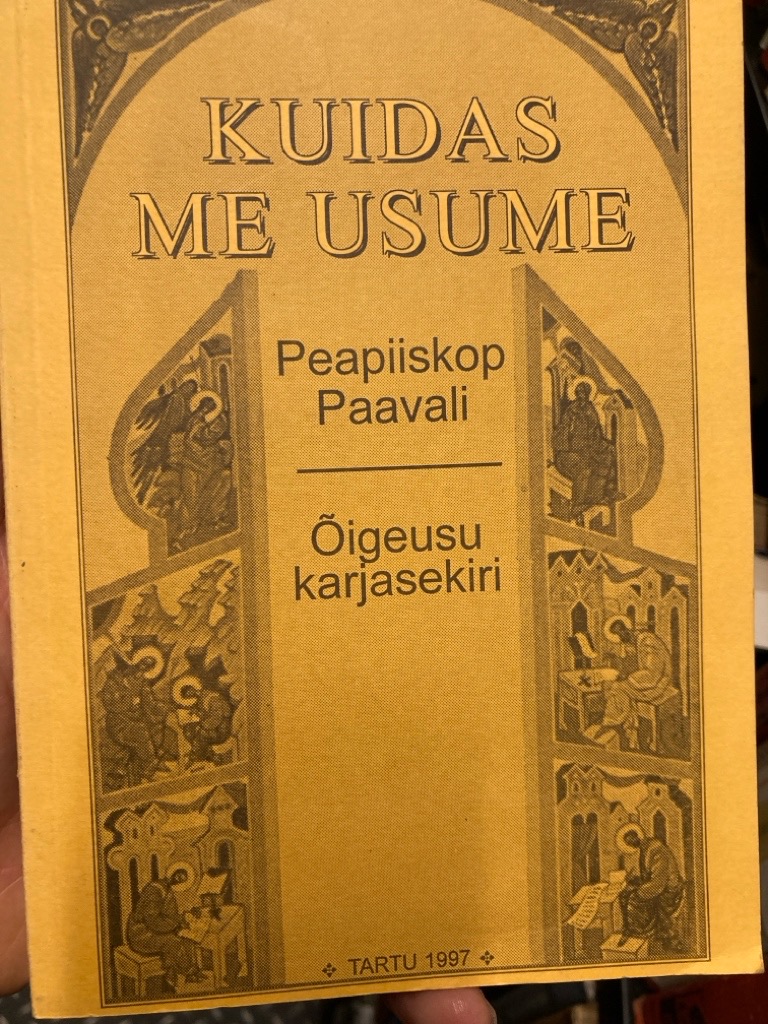 KUIDAS
ME USUME
Peapiiskop
Paavali
Õigeusu
karjasekiri
TARTU 1997